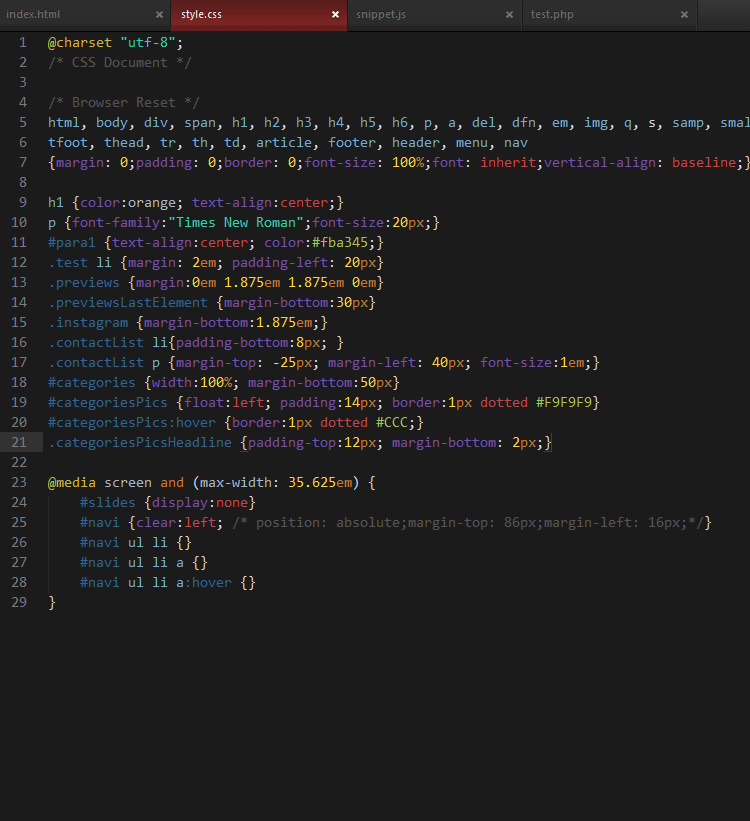 index.html × style.css × snippet.js × test.php ×
1 @charset "utf-8";
2 /* CSS Document */
3
4 /* Browser Reset */
5 html, body, div, span, h1, h2, h3, h4, h5, h6, p, a, del, dfn, em, img, q, s, samp, smal
6 tfoot, thead, tr, th, td, article, footer, header, menu, nav
7 {margin: 0;padding: 0;border: 0;font-size: 100%;font: inherit;vertical-align: baseline;}
8
9 h1 {color:orange; text-align:center;}
10 p {font-family:"Times New Roman";font-size:20px;}
11 #para1 {text-align:center; color:#fba345;}
12 .test li {margin: 2em; padding-left: 20px}
13 .previews {margin:0em 1.875em 1.875em 0em}
14 .previewsLastElement {margin-bottom:30px}
15 .instagram {margin-bottom:1.875em;}
16 .contactList li{padding-bottom:8px; }
17 .contactList p {margin-top: -25px; margin-left: 40px; font-size:1em;}
18 #categories {width:100%; margin-bottom:50px}
19 #categoriesPics {float:left; padding:14px; border:1px dotted #F9F9F9}
20 #categoriesPics:hover {border:1px dotted #CCC;}
21 .categoriesPicsHeadline {padding-top:12px; margin-bottom: 2px;}
22
23 @media screen and (max-width: 35.625em) {
24 #slides {display:none}
25 #navi {clear:left; /* position: absolute;margin-top: 86px;margin-left: 16px;*/}
26 #navi ul li {}
27 #navi ul li a {}
28 #navi ul li a:hover {}
29 }